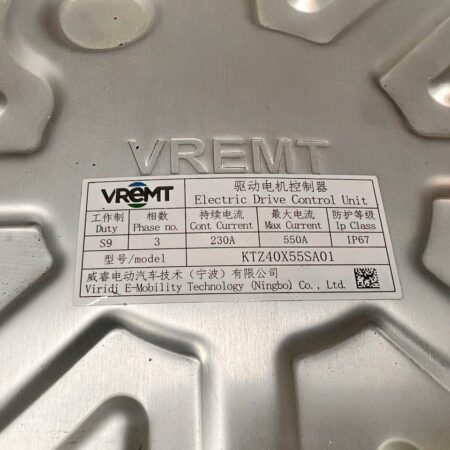 VREMT
VREMT
驱动电机控制器
Electric Drive Control Unit
工作制 相数 持续电流 最大电流 防护等级
Duty Phase no. Cont Current Max Current Ip Class
S9 3 230A 550A IP67
型号/model KTZ40X55SA01
威睿电动汽车技术（宁波）有限公司
Viridi E-Mobility Technology (Ningbo) Co., Ltd